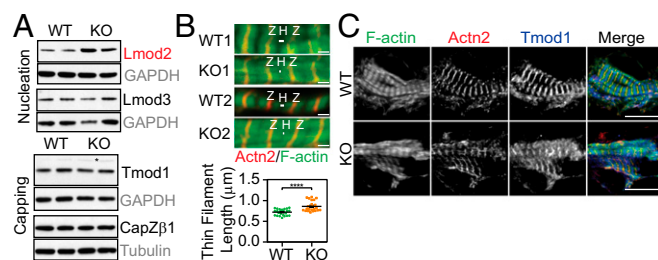 A
WT KO
Nucleation
Lmod2
GAPDH
Lmod3
GAPDH
WT KO
*
Capping
Tmod1
GAPDH
CapZβ1
Tubulin
B
WT1
Z H Z
KO1
Z H Z
WT2
Z H Z
KO2
Z H Z
Actn2/F-actin
Thin Filament
Length (μm)
1.5
1.0
0.5
0.0
****
WT KO
C
F-actin Actn2 Tmod1 Merge
WT
KO